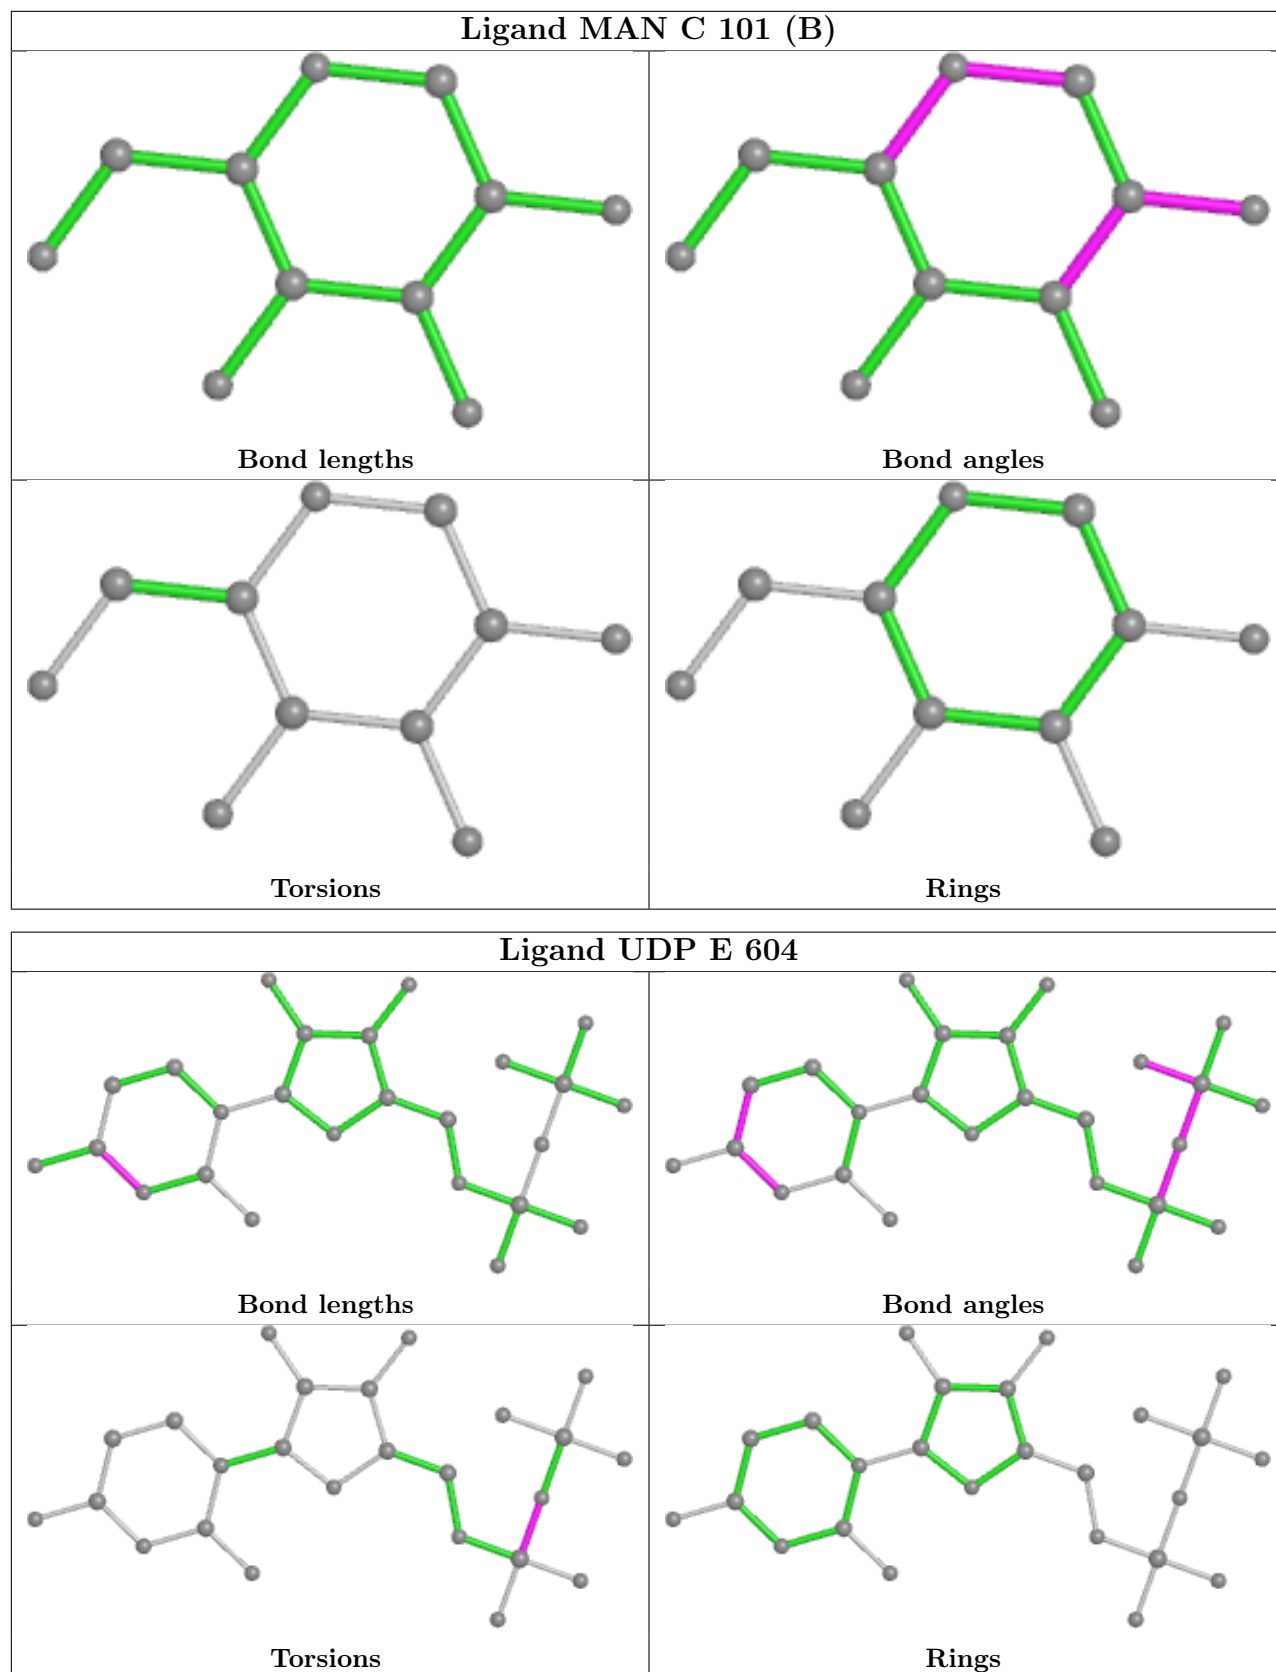 Ligand MAN C 101 (B)
Bond lengths
Bond angles
Torsions
Rings
Ligand UDP E 604
Bond lengths
Bond angles
Torsions
Rings